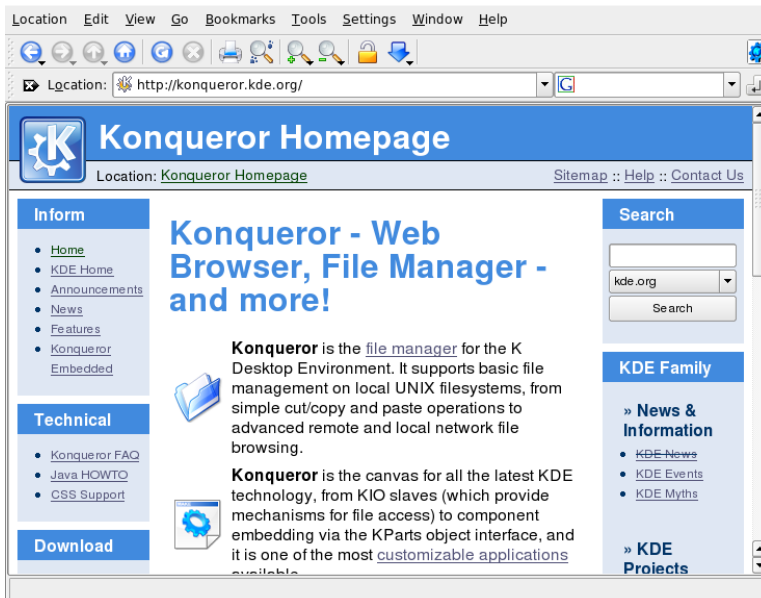 Location Edit View Go Bookmarks Tools Settings Window Help
Location: http://konqueror.kde.org/ G
K
Konqueror Homepage
Location: Konqueror Homepage
Sitemap :: Help :: Contact Us
Inform
Home
KDE Home
Announcements
News
Features
Konqueror
Embedded
Technical
Konqueror FAQ
Java HOWTO
CSS Support
Download
Konqueror - Web
Browser, File Manager -
and more!
Konqueror is the file manager for the K
Desktop Environment. It supports basic file
management on local UNIX filesystems, from
simple cut/copy and paste operations to
advanced remote and local network file
browsing.
Konqueror is the canvas for all the latest KDE
technology, from KIO slaves (which provide
mechanisms for file access) to component
embedding via the KParts object interface, and
it is one of the most customizable applications
available
Search
kde.org
Search
KDE Family
» News &
Information
KDE News
KDE Events
KDE Myths
» KDE
Projects